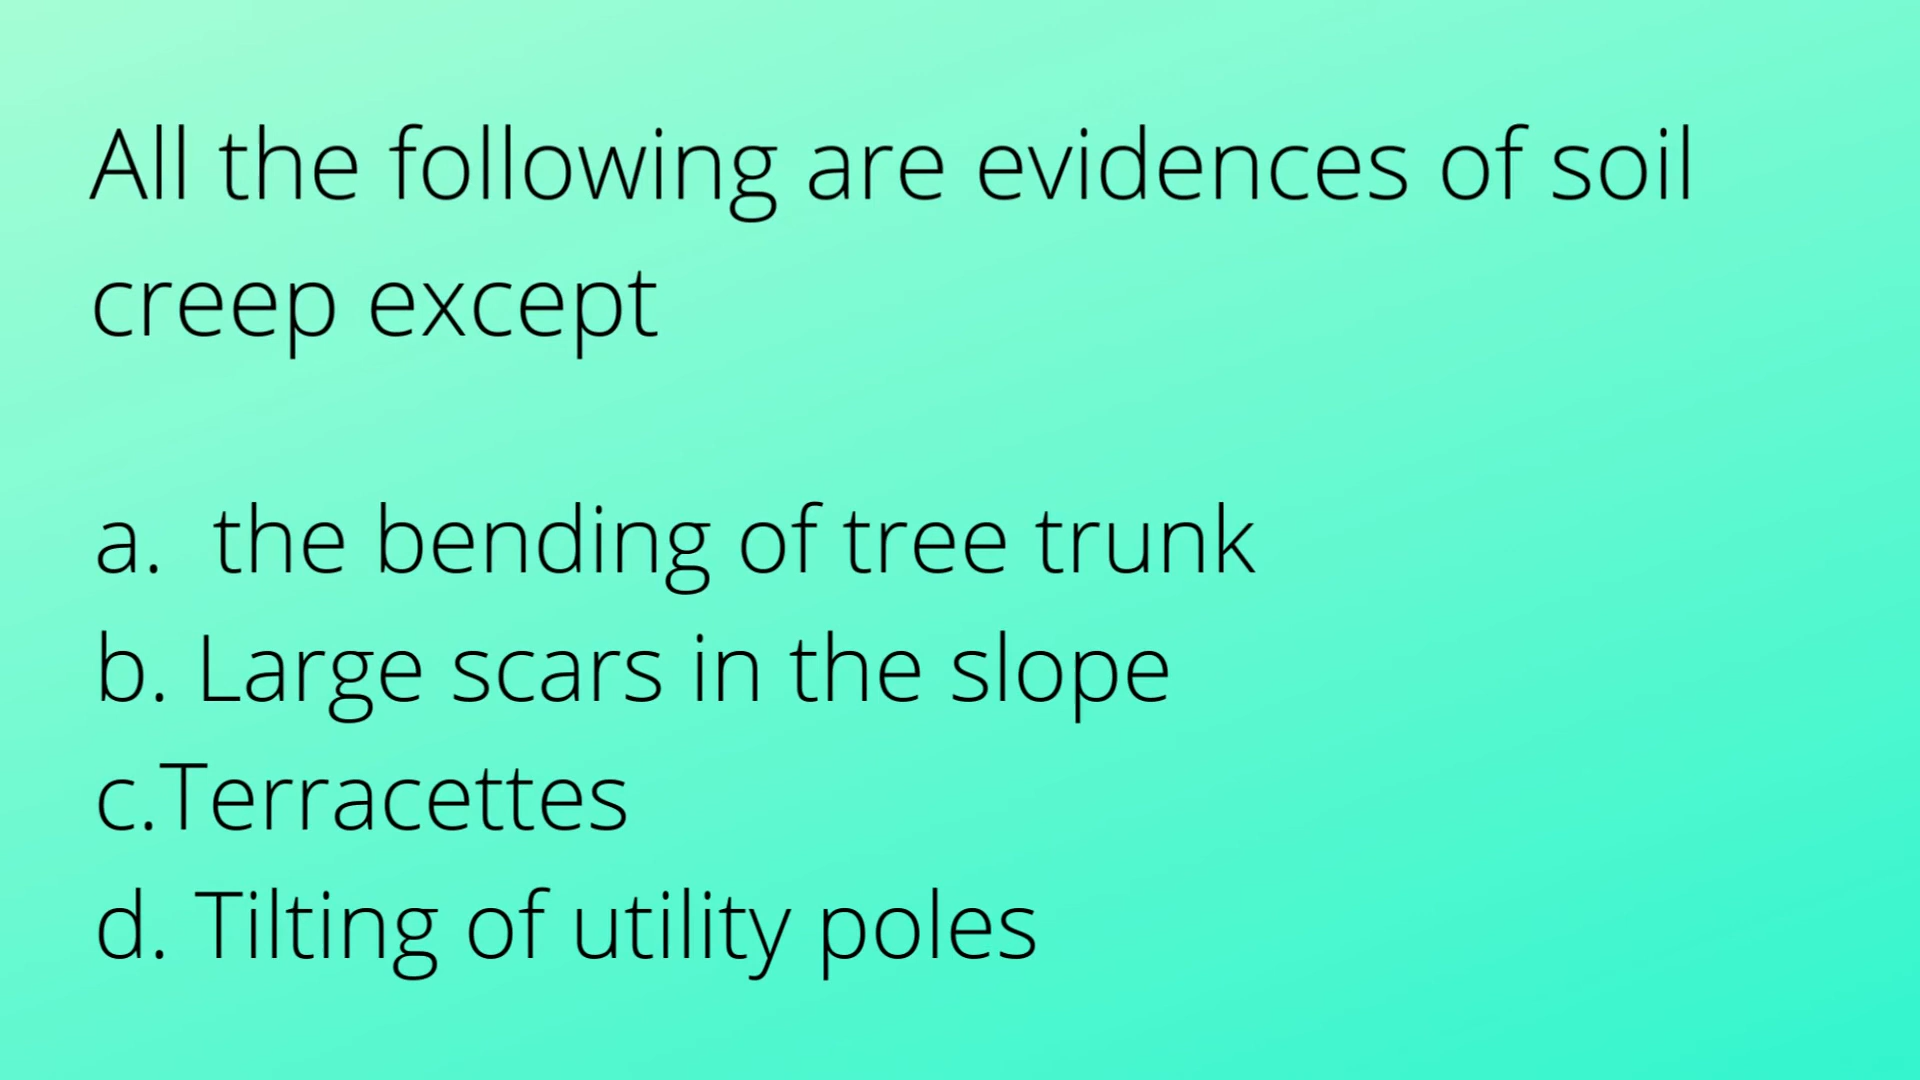 All the following are evidences of soil
creep except
a. the bending of tree trunk
b. Large scars in the slope
c.Terracettes
d. Tilting of utility poles